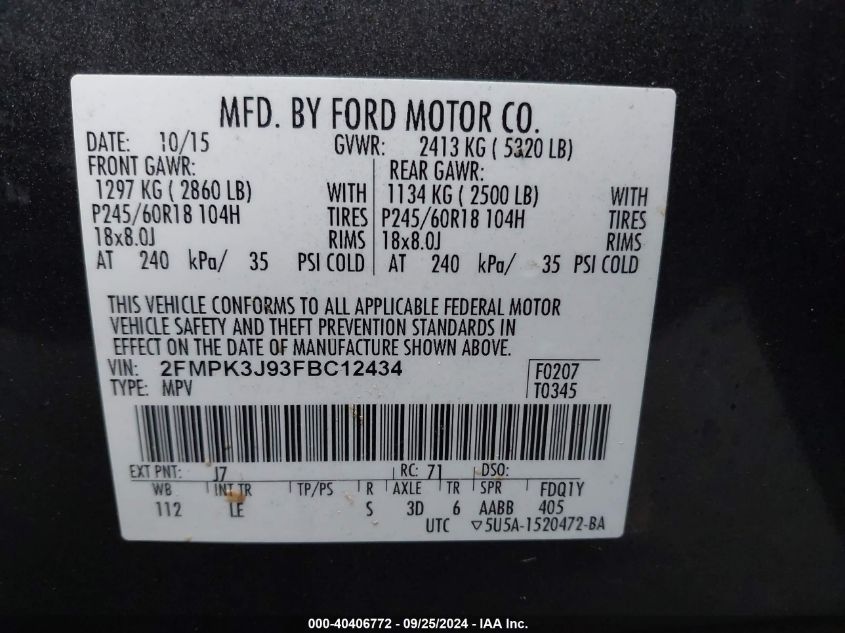 MFD. BY FORD MOTOR CO.
DATE: 10/15 GVWR: 2413 KG ( 5320 LB)
FRONT GAWR: REAR GAWR:
1297 KG ( 2860 LB) WITH 1134 KG ( 2500 LB) WITH
P245/60R18 104H TIRES P245/60R18 104H TIRES
18x8.0J RIMS 18x8.0J RIMS
AT 240 kPa/ 35 PSI COLD AT 240 kPa/ 35 PSI COLD
THIS VEHICLE CONFORMS TO ALL APPLICABLE FEDERAL MOTOR
VEHICLE SAFETY AND THEFT PREVENTION STANDARDS IN
EFFECT ON THE DATE OF MANUFACTURE SHOWN ABOVE.
VIN: 2FMPK3J93FBC12434 F0207
TYPE: MPV T0345
EXT PNT: J7 RC: 71 DSO:
WB INT TR TP/PS R AXLE TR SPR FDQ1Y
112 LE S 3D 6 AABB 405
UTC ▽5U5A-1520472-BA
000-40406772 - 09/25/2024 - IAA Inc.